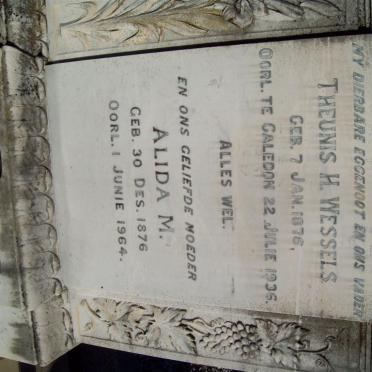 MY DIERBARE EGGENOOT EN ONS VADER
THEUNIS H. WESSELS
GEB. 7 JAN. 1876,
OORL. TE CALEDON 22 JULIE 1936.
ALLES WEL.
EN ONS GELIEFDE MOEDER
ALIDA M.
GEB. 30 DES. 1876
OORL. 1 JUNIE 1964.